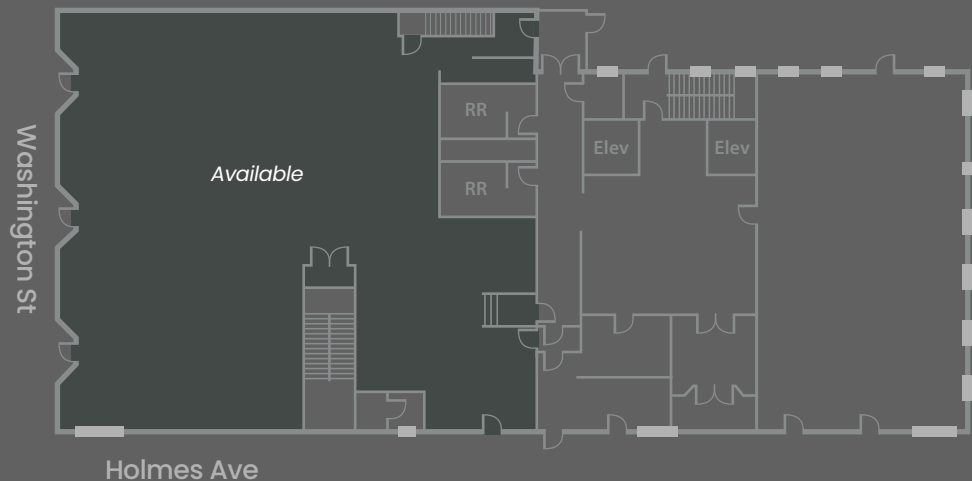 RR
Elev
Elev
Available
RR
Washington St
Holmes Ave